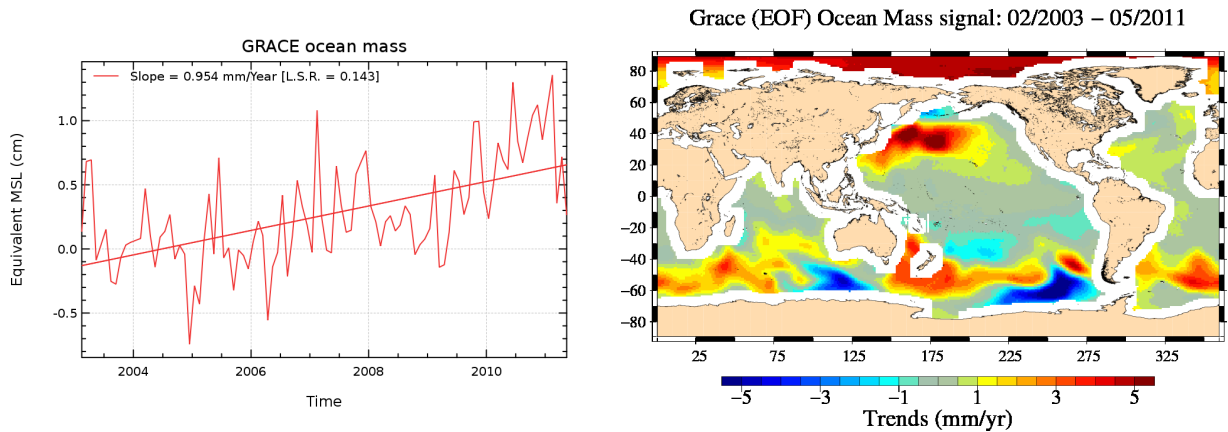 GRACE ocean mass
Slope = 0.954 mm/Year [L.S.R. = 0.143]
Equivalent MSL (cm)
1.0
0.5
0.0
-0.5
2004 2006 2008 2010
Time
Grace (EOF) Ocean Mass signal: 02/2003 − 05/2011
80
60
40
20
0
−20
−40
−60
−80
25 75 125 175 225 275 325
−5 −3 −1 1 3 5
Trends (mm/yr)